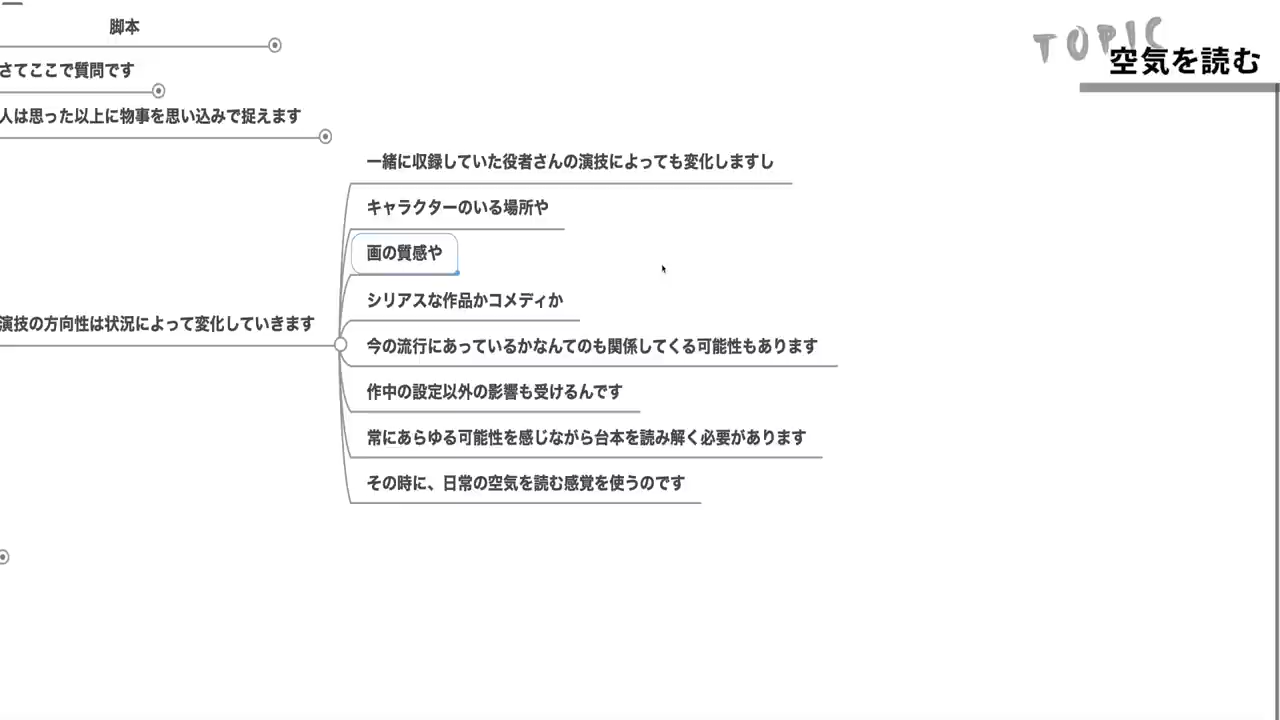 脚本
TOPIC
空気を読む
さてここで質問です
人は思った以上に物事を思い込みで捉えます
一緒に収録していた役者さんの演技によっても変化しますし
キャラクターのいる場所や
画の質感や
シリアスな作品かコメディか
演技の方向性は状況によって変化していきます
今の流行にあっているかなんてのも関係してくる可能性もあります
作中の設定以外の影響も受けるんです
常にあらゆる可能性を感じながら台本を読み解く必要があります
その時に、日常の空気を読む感覚を使うのです